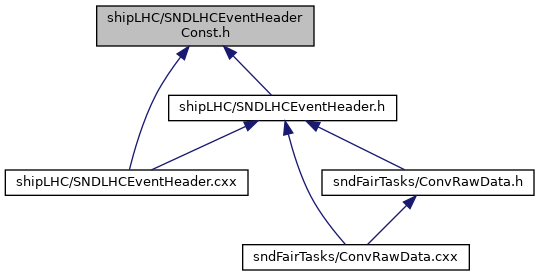 shipLHC/SNDLHCEventHeader
Const.h
shipLHC/SNDLHCEventHeader.h
shipLHC/SNDLHCEventHeader.cxx
sndFairTasks/ConvRawData.h
sndFairTasks/ConvRawData.cxx